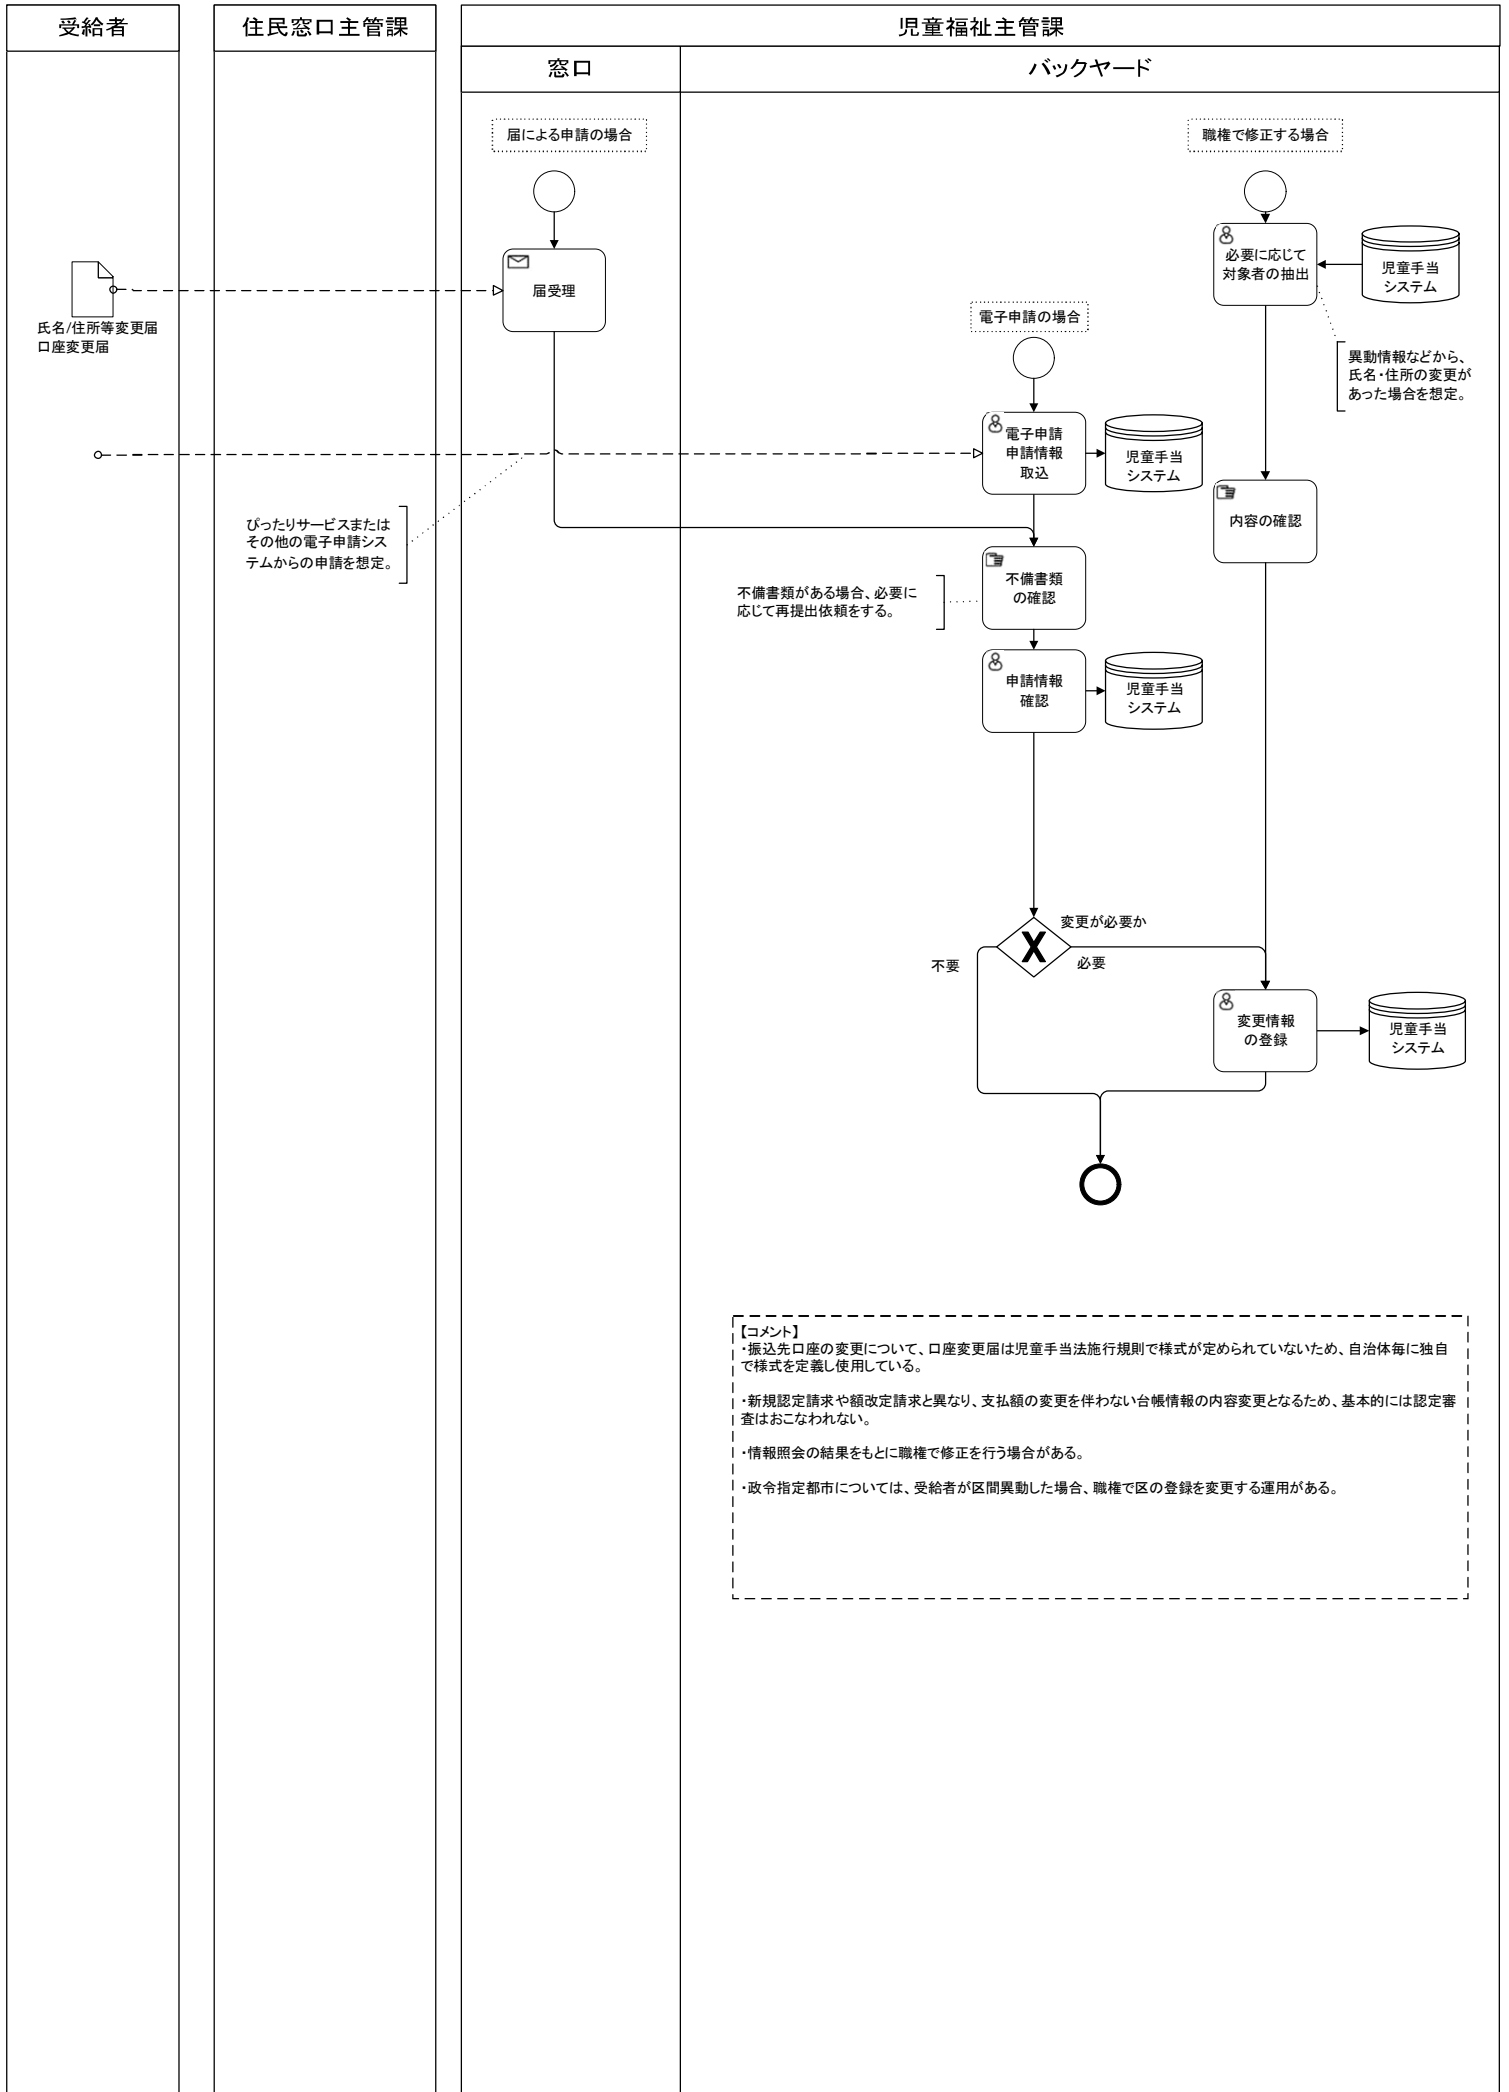 受給者
住民窓口主管課
児童福祉主管課
窓口
バックヤード
届による申請の場合
職権で修正する場合
届受理
氏名/住所等変更届
口座変更届
必要に応じて
対象者の抽出
児童手当
システム
異動情報などから、
氏名・住所の変更が
あった場合を想定。
電子申請の場合
電子申請
申請情報
取込
児童手当
システム
ぴったりサービスまたは
その他の電子申請シス
テムからの申請を想定。
内容の確認
不備書類がある場合、必要に
応じて再提出依頼をする。
不備書類
の確認
申請情報
確認
児童手当
システム
変更が必要か
X
不要
必要
変更情報
の登録
児童手当
システム
【コメント】
・振込先口座の変更について、口座変更届は児童手当法施行規則で様式が定められていないため、自治体毎に独自
で様式を定義し使用している。
・新規認定請求や額改定請求と異なり、支払額の変更を伴わない台帳情報の内容変更となるため、基本的には認定審
査はおこなわれない。
・情報照会の結果をもとに職権で修正を行う場合がある。
・政令指定都市については、受給者が区間異動した場合、職権で区の登録を変更する運用がある。